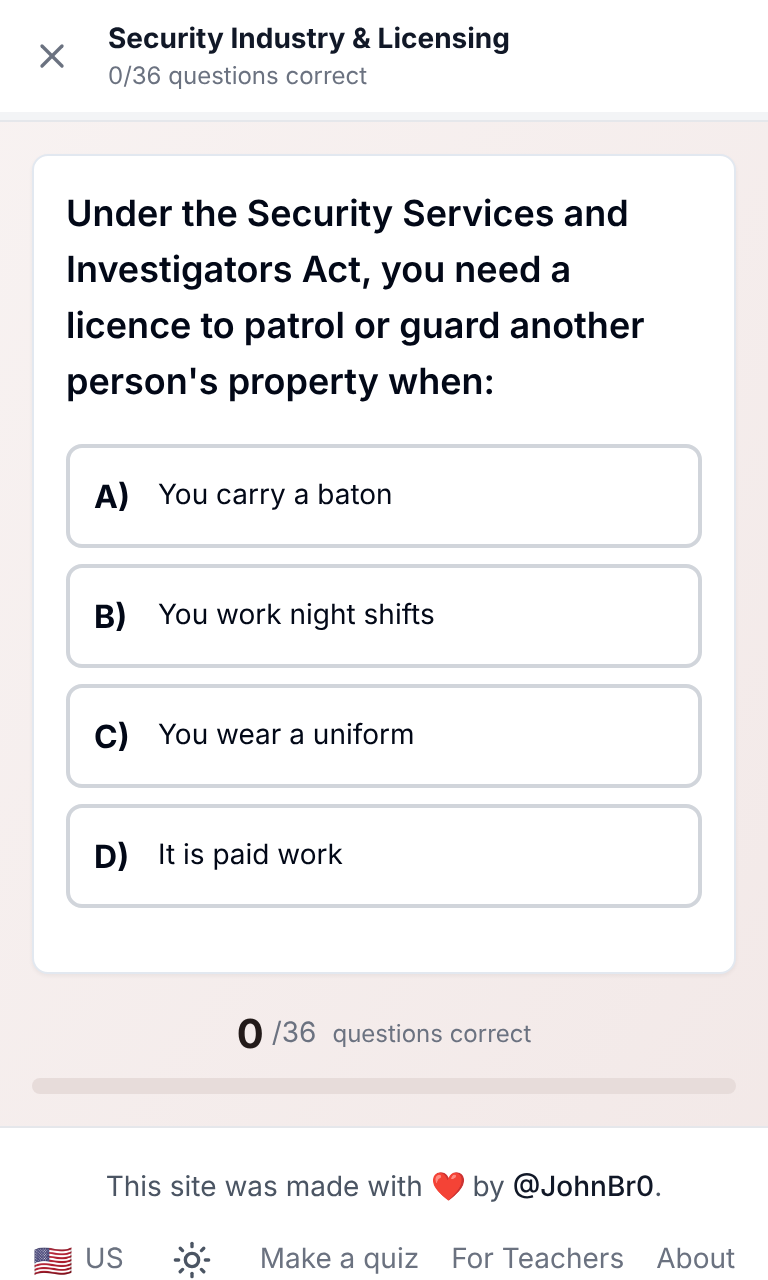 Security Industry & Licensing
0/36 questions correct
Under the Security Services and
Investigators Act, you need a
licence to patrol or guard another
person's property when:
A) You carry a baton
B) You work night shifts
C) You wear a uniform
D) It is paid work
0 /36 questions correct
This site was made with ❤️ by @JohnBr0.
🇺🇸 US Make a quiz For Teachers About